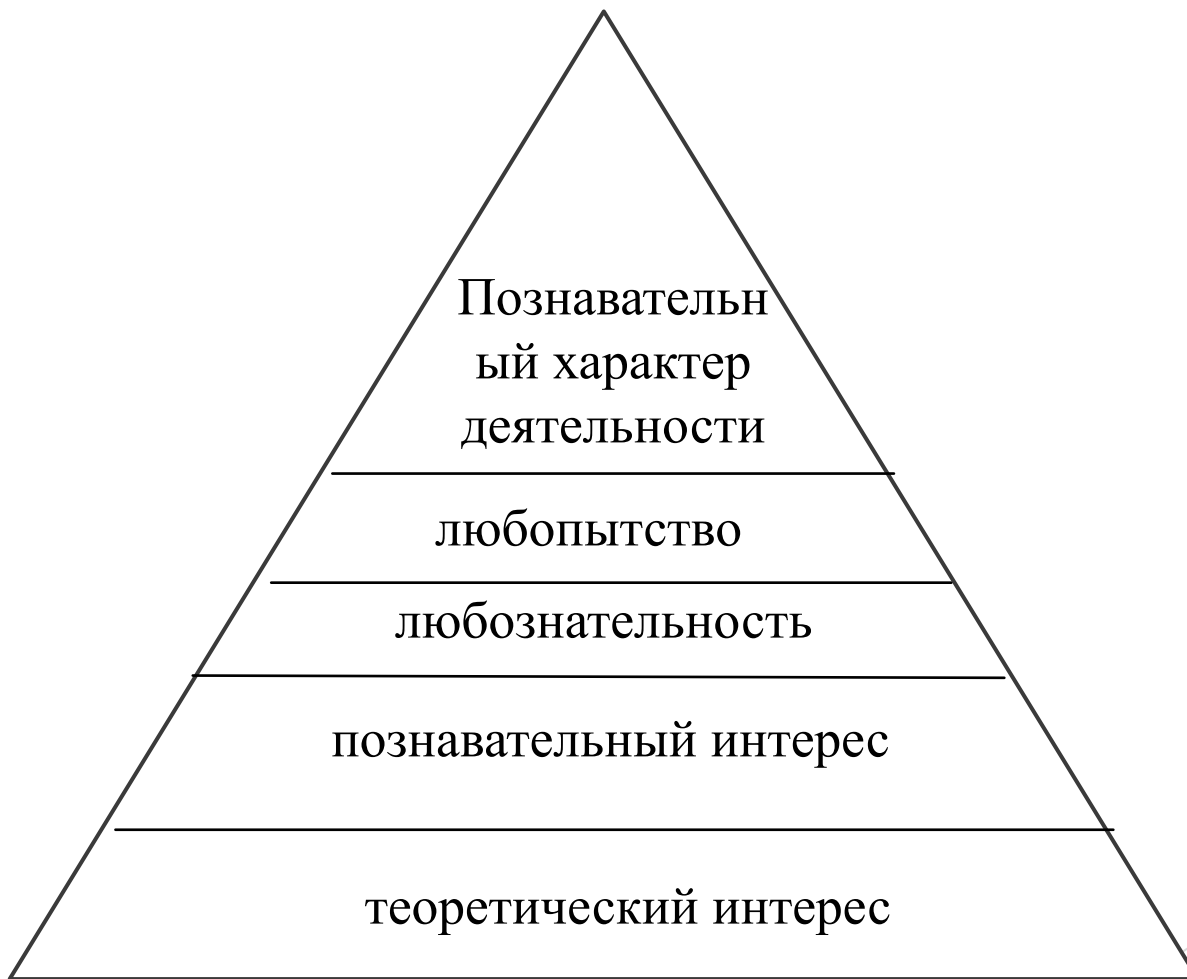 Познавательн
ый характер
деятельности
любопытство
любознательность
познавательный интерес
теоретический интерес